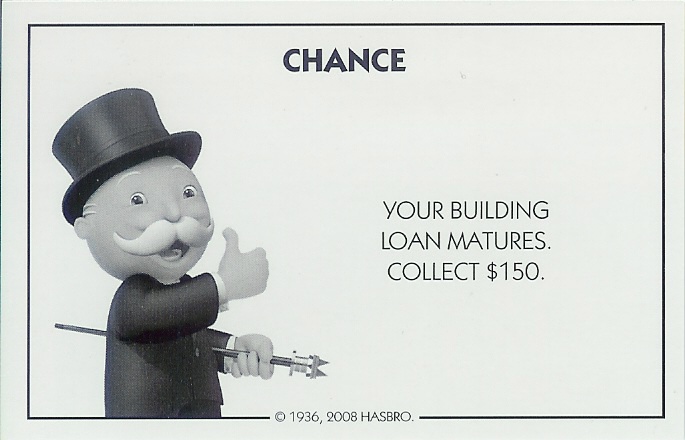 CHANCE
YOUR BUILDING
LOAN MATURES.
COLLECT $150.
© 1936, 2008 HASBRO.